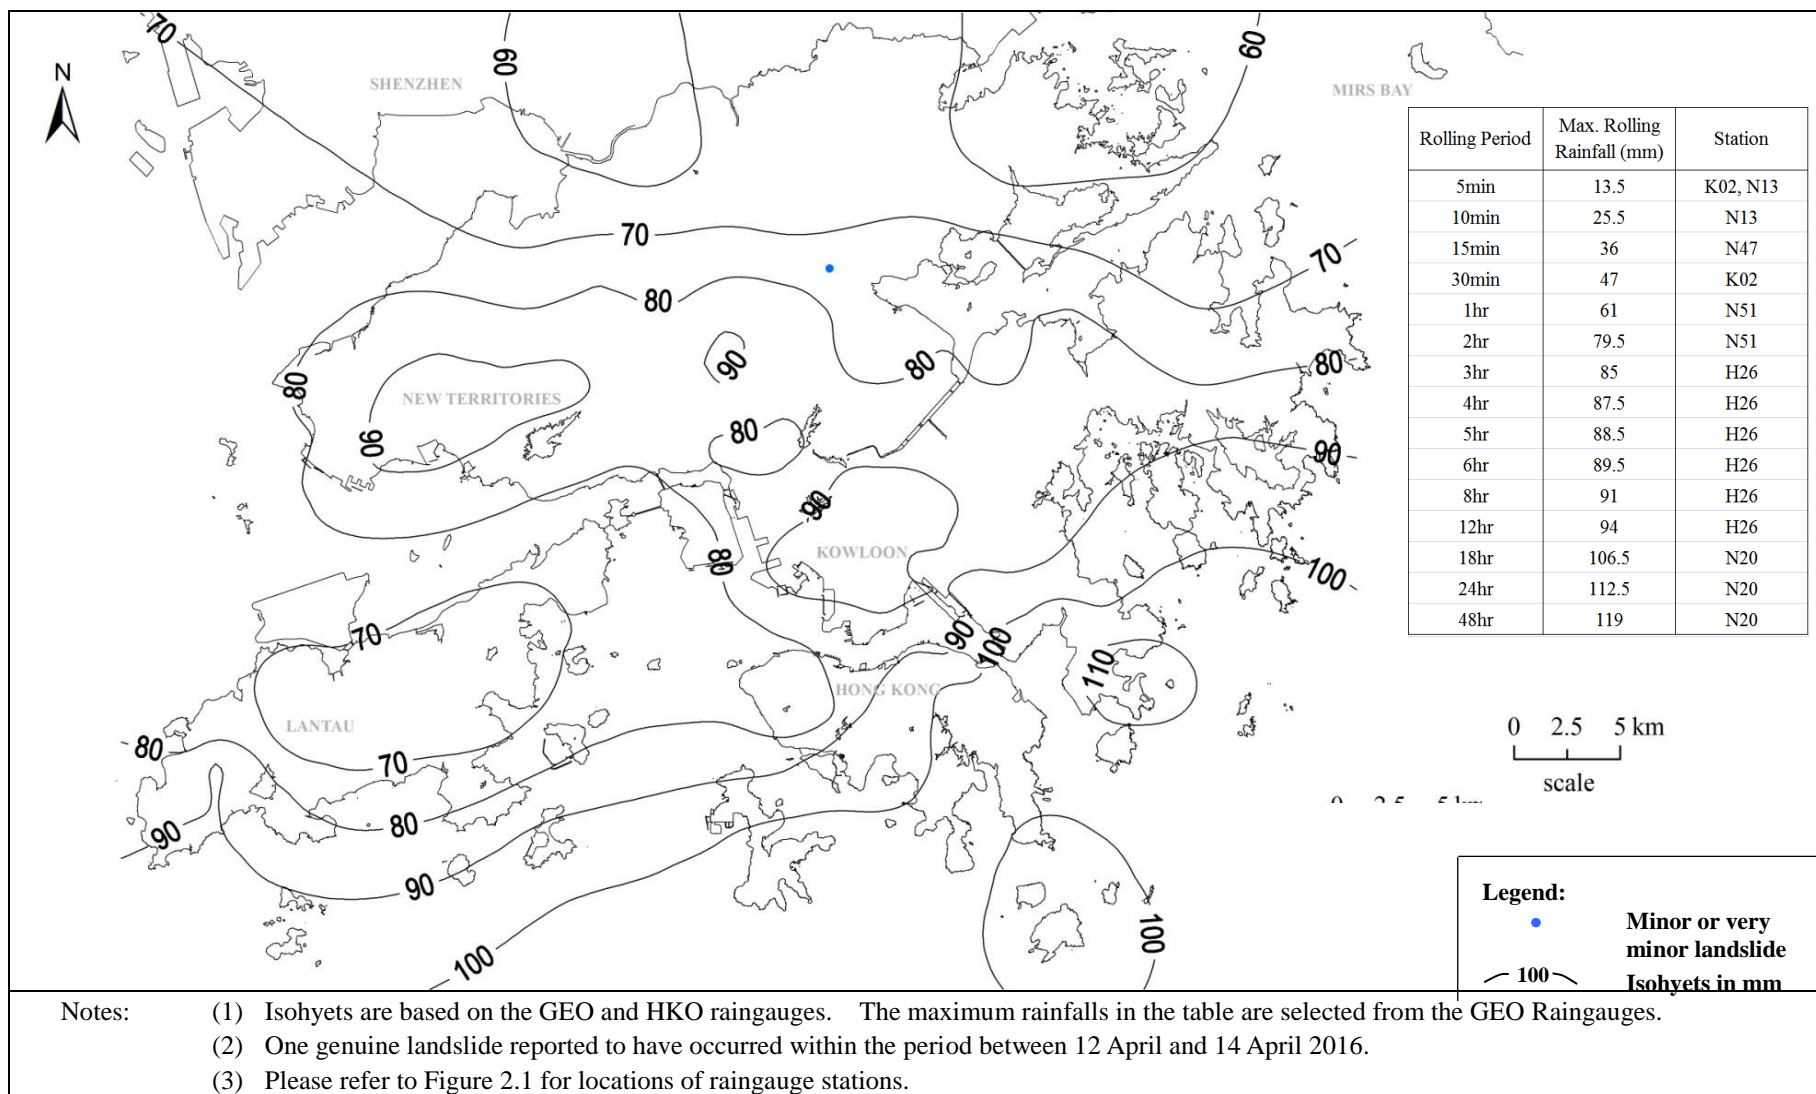 70
60
60
N
SHENZHEN
MIRS BAY
Rolling Period Max. Rolling Rainfall (mm) Station
5min 13.5 K02, N13
10min 25.5 N13
15min 36 N47
30min 47 K02
1hr 61 N51
2hr 79.5 N51
3hr 85 H26
4hr 87.5 H26
5hr 88.5 H26
6hr 89.5 H26
8hr 91 H26
12hr 94 H26
18hr 106.5 N20
24hr 112.5 N20
48hr 119 N20
70
70
80
90
80
80
80
NEW TERRITORIES
90
80
90
90
KOWLOON
80
100
70
90
100
110
HONG KONG
LANTAU
80
70
80
90
90
100
100
0 2.5 5 km
scale
Legend:
Minor or very
minor landslide
100
Isohyets in mm
Notes: (1) Isohyets are based on the GEO and HKO raingauges. The maximum rainfalls in the table are selected from the GEO Raingauges.
(2) One genuine landslide reported to have occurred within the period between 12 April and 14 April 2016.
(3) Please refer to Figure 2.1 for locations of raingauge stations.